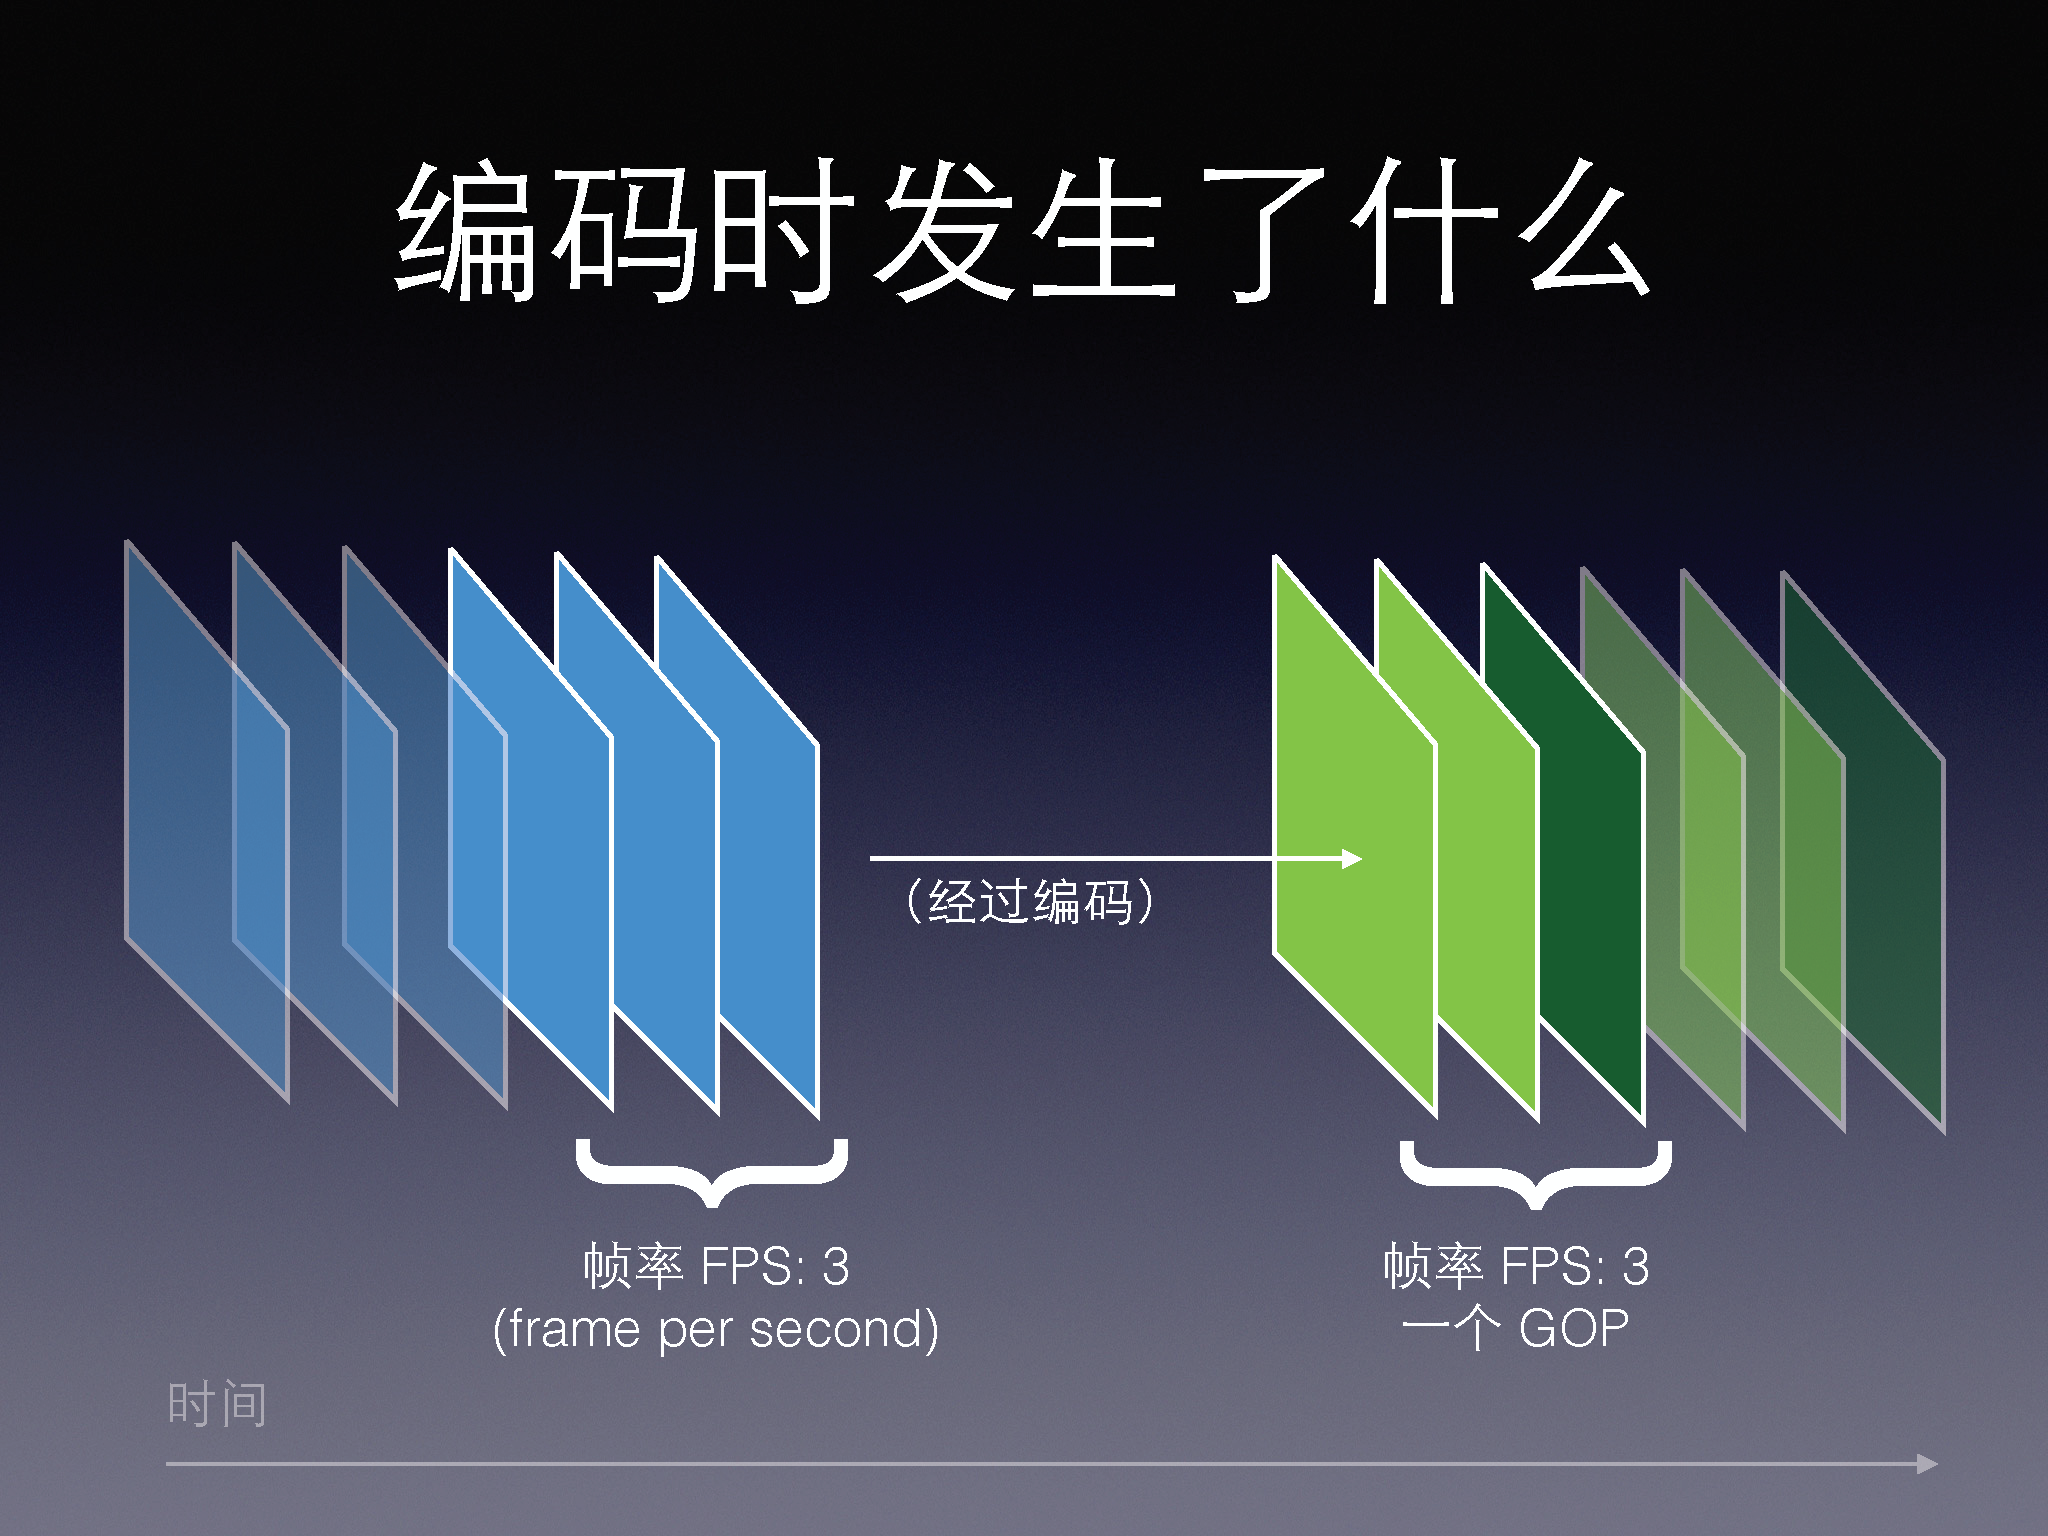 编码时发生了什么
（经过编码）
帧率 FPS: 3
(frame per second)
帧率 FPS: 3
一个 GOP
时间